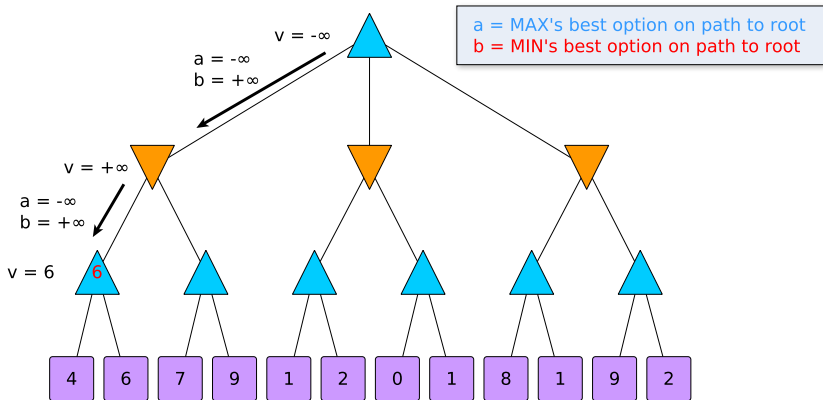 v = -∞
a = MAX's best option on path to root
b = MIN's best option on path to root
a = -∞
b = +∞
v = +∞
a = -∞
b = +∞
v = 6
6
4 6 7 9 1 2 0 1 8 1 9 2